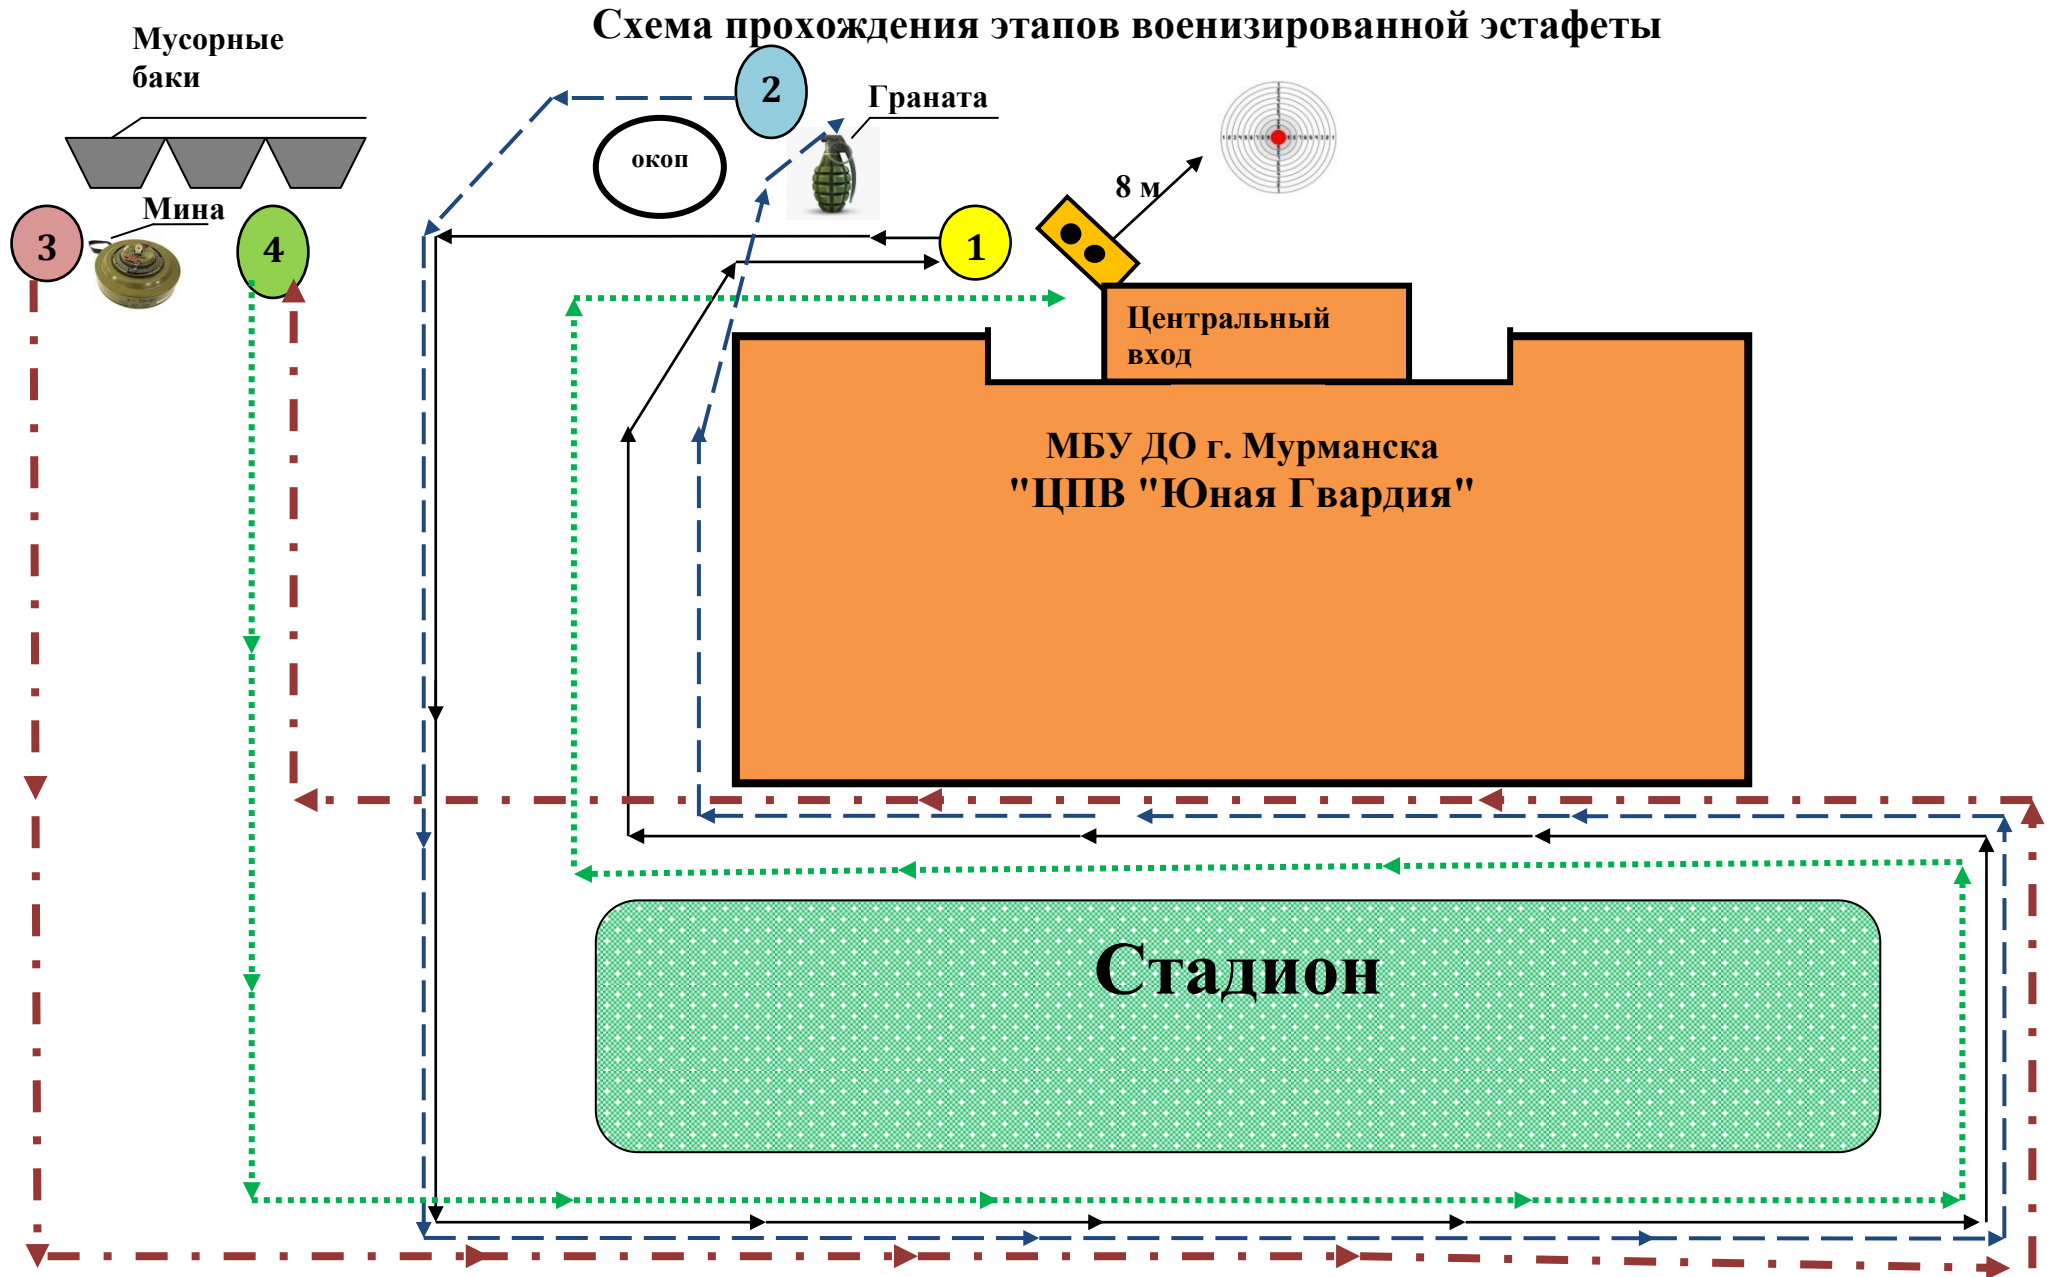 Схема прохождения этапов военизированной эстафеты
Мусорные
баки
2
Граната
окоп
8 м
Мина
3
4
1
Центральный
вход
МБУ ДО г. Мурманска
"ЦПВ "Юная Гвардия"
Стадион